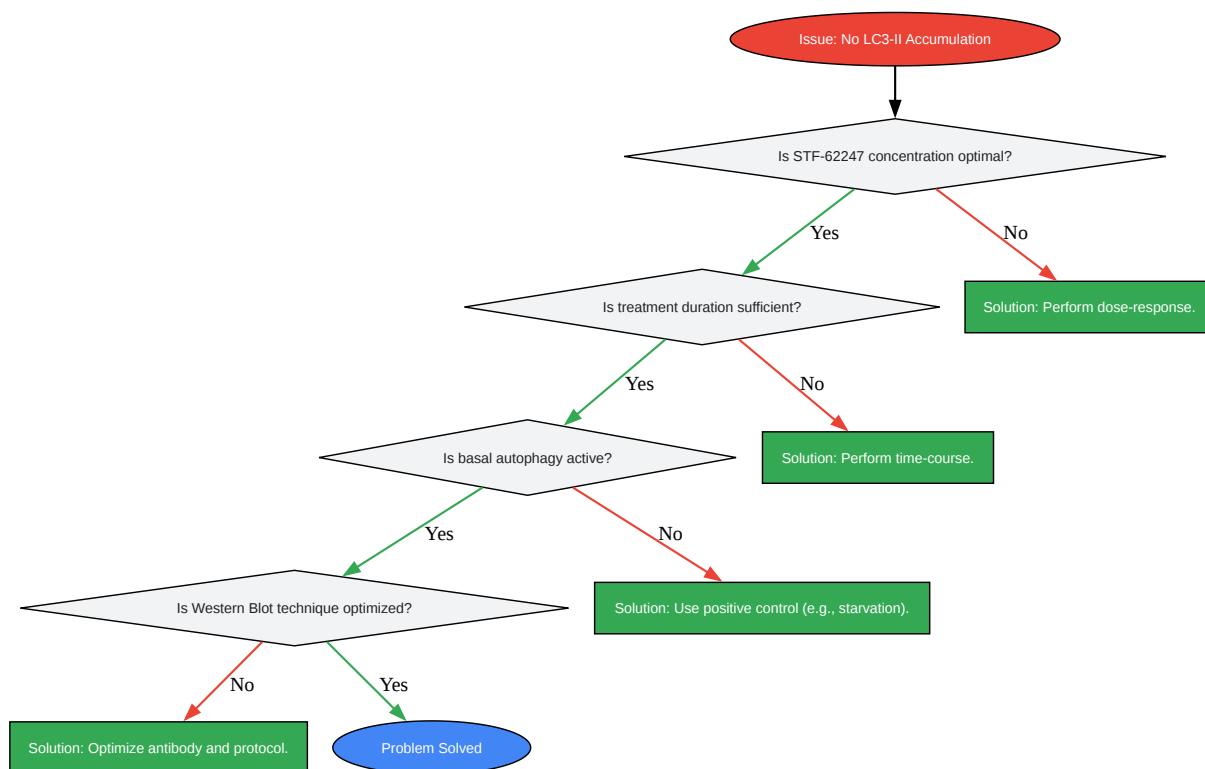 Issue: No LC3-II Accumulation
Is STF-62247 concentration optimal?
Yes
No
Is treatment duration sufficient?
Solution: Perform dose-response.
Yes
No
Is basal autophagy active?
Solution: Perform time-course.
Yes
No
Is Western Blot technique optimized?
Solution: Use positive control (e.g., starvation).
No
Yes
Solution: Optimize antibody and protocol.
Problem Solved